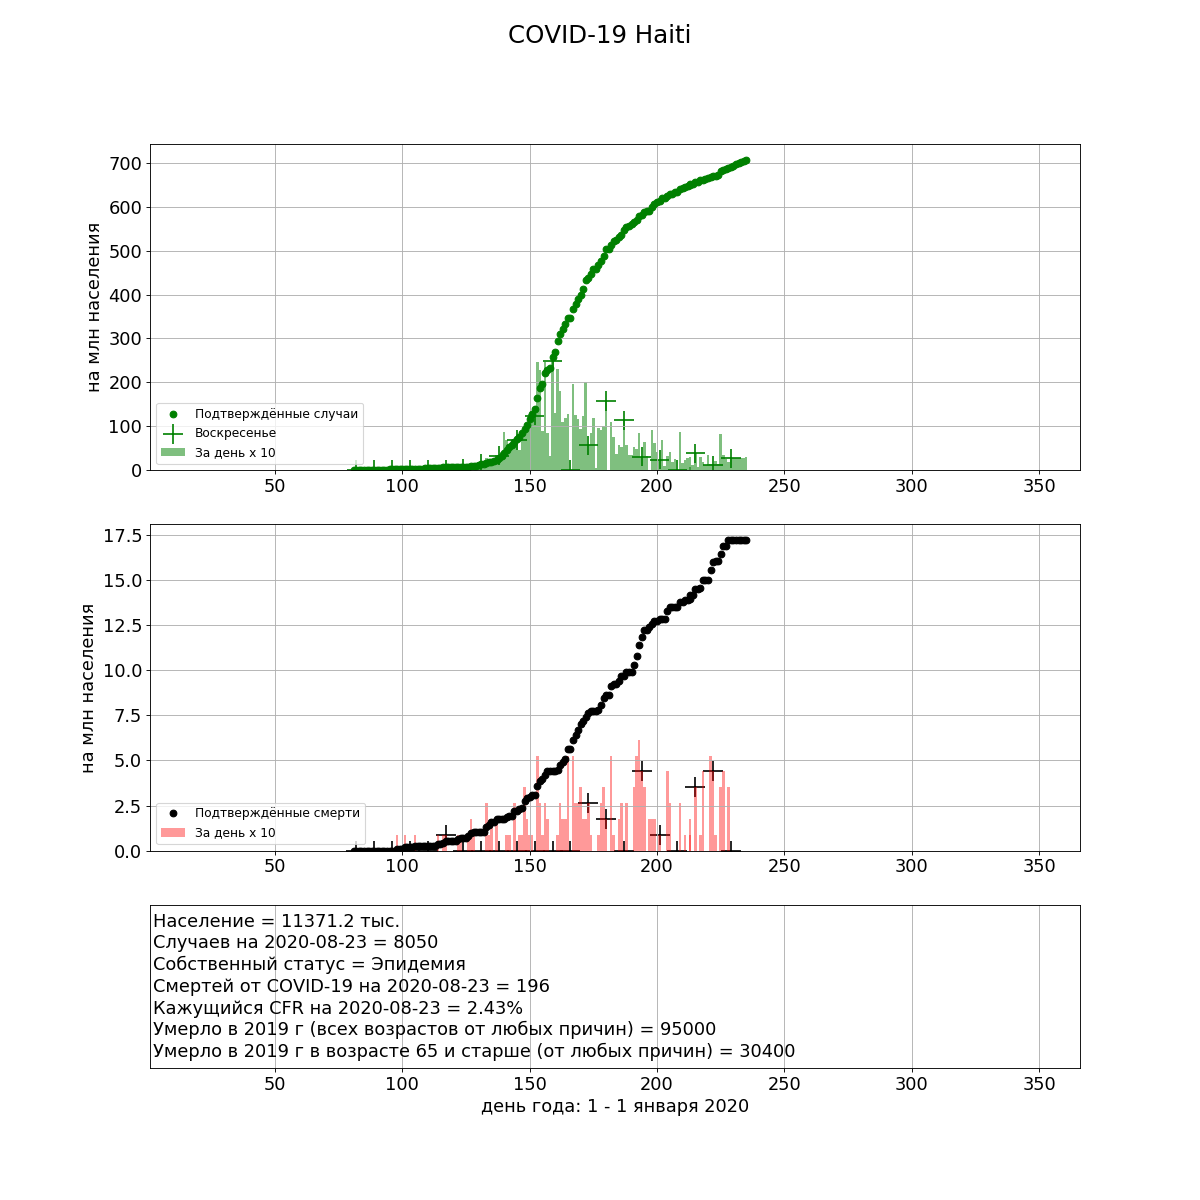 COVID-19 Haiti
700
600
500
400
300
200
100
0
на млн населения
Подтверждённые случаи
Воскресенье
За день x 10
50 100 150 200 250 300 350
17.5
15.0
12.5
10.0
7.5
5.0
2.5
0.0
на млн населения
Подтверждённые смерти
За день x 10
50 100 150 200 250 300 350
Население = 11371.2 тыс.
Случаев на 2020-08-23 = 8050
Собственный статус = Эпидемия
Смертей от COVID-19 на 2020-08-23 = 196
Кажущийся CFR на 2020-08-23 = 2.43%
Умерло в 2019 г (всех возрастов от любых причин) = 95000
Умерло в 2019 г в возрасте 65 и старше (от любых причин) = 30400
50 100 150 200 250 300 350
день года: 1 - 1 января 2020